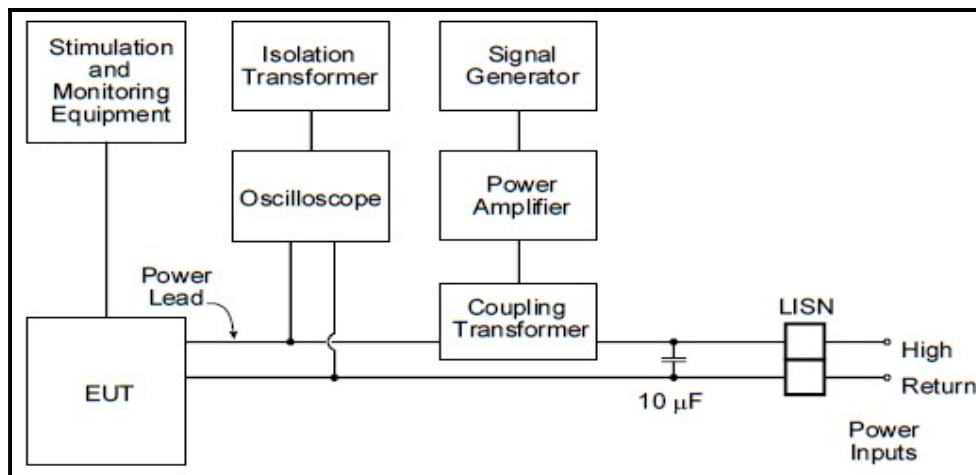 Stimulation
and
Monitoring
Equipment
Isolation
Transformer
Signal
Generator
Oscilloscope
Power
Amplifier
Power
Lead
Coupling
Transformer
LISN
High
Return
EUT
10 μF
Power
Inputs